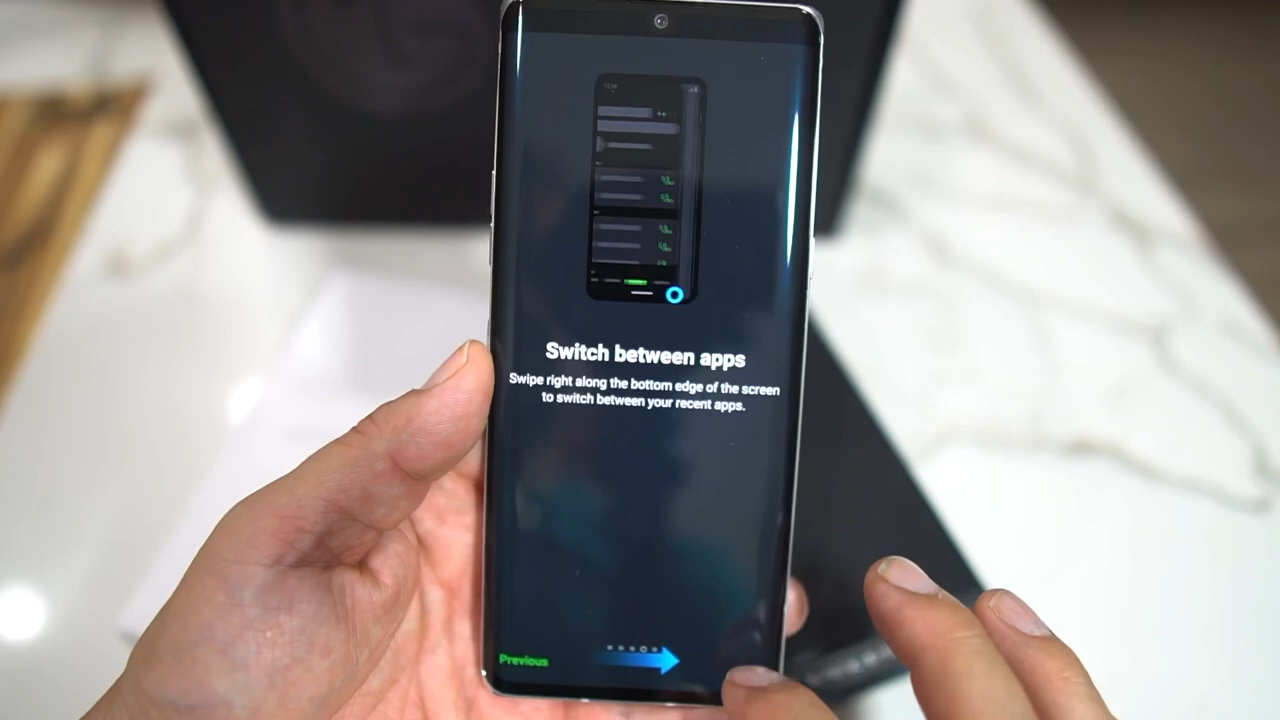 Switch between apps
Swipe right along the bottom edge of the screen
to switch between your recent apps.
Previous